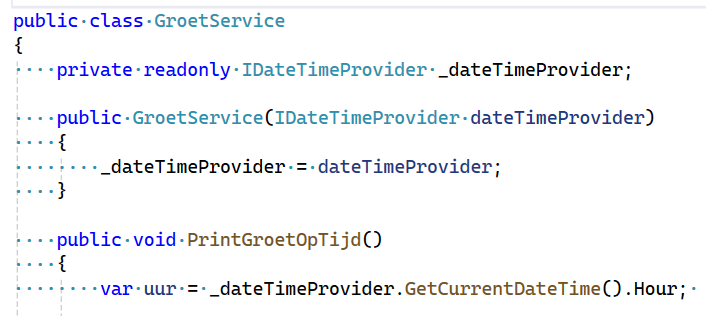 public class GroetService
{
    private readonly IDateTimeProvider _dateTimeProvider;

    public GroetService(IDateTimeProvider dateTimeProvider)
    {
        _dateTimeProvider = dateTimeProvider;
    }

    public void PrintGroetOpTijd()
    {
        var uur = _dateTimeProvider.GetCurrentDateTime().Hour;